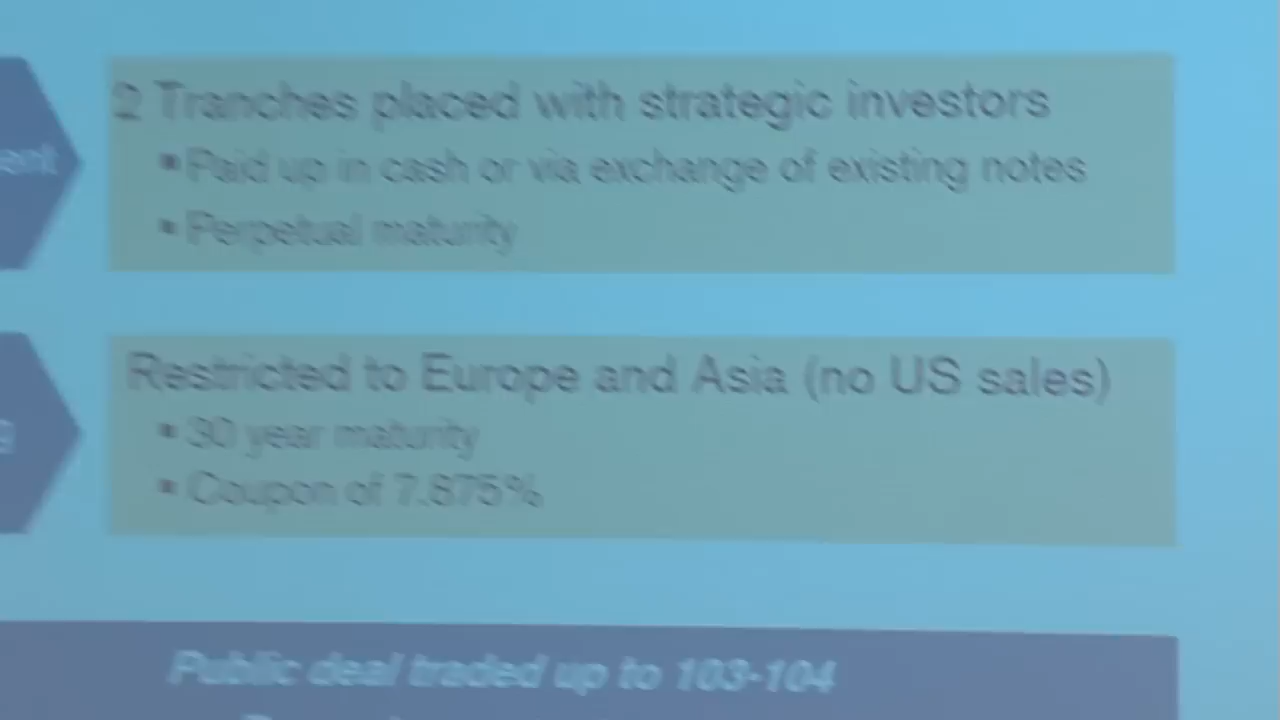 2 Tranches placed with strategic investors
▪ Paid up in cash or via exchange of existing notes
▪ Perpetual maturity
Restricted to Europe and Asia (no US sales)
▪ 30 year maturity
▪ Coupon of 7.875%
Public deal traded up to 103-104